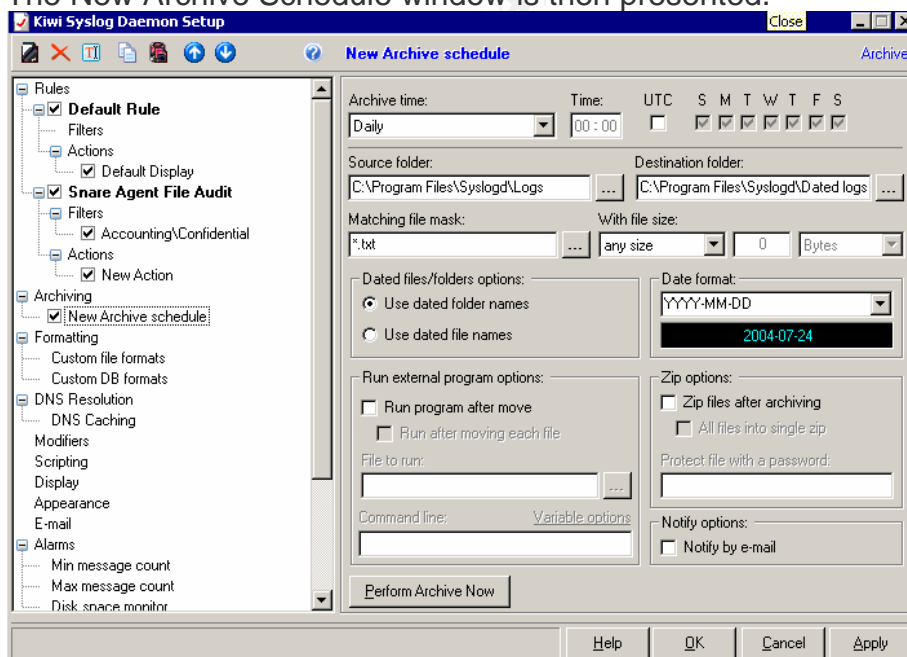 The New Archive Schedule window is then presented.
Kiwi Syslog Daemon Setup
Close
New Archive schedule
Archive
Rules
Default Rule
Filters
Actions
Default Display
Snare Agent File Audit
Filters
Accounting\Confidential
Actions
New Action
Archiving
New Archive schedule
Formatting
Custom file formats
Custom DB formats
DNS Resolution
DNS Caching
Modifiers
Scripting
Display
Appearance
E-mail
Alarms
Min message count
Max message count
Disk space monitor
Archive time: Time: UTC S M T W T F S
Daily 00 : 00
Source folder: Destination folder:
C:\Program Files\Syslogd\Logs ... C:\Program Files\Syslogd\Dated logs ...
Matching file mask: With file size:
*.txt ... any size 0 Bytes
Dated files/folders options: Date format:
Use dated folder names YYYY-MM-DD
Use dated file names 2004-07-24
Run external program options: Zip options:
Run program after move Zip files after archiving
Run after moving each file All files into single zip
File to run: Protect file with a password:
...
Command line: Variable options
Notify options:
Notify by e-mail
Perform Archive Now
Help OK Cancel Apply